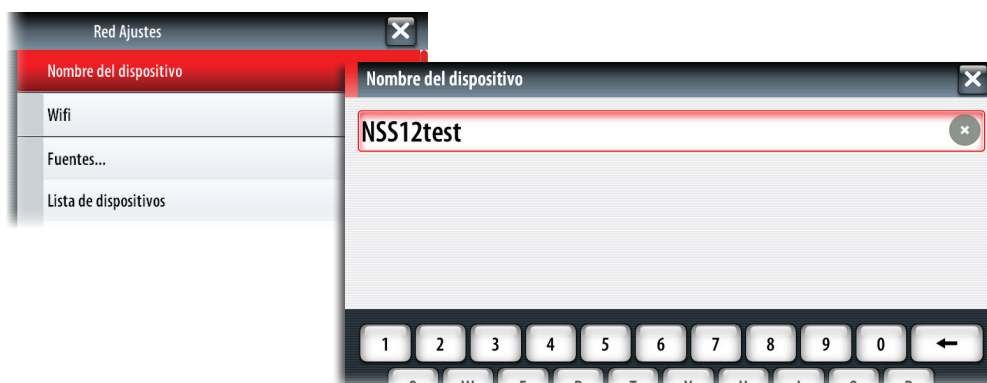 Red Ajustes
Nombre del dispositivo
Wifi
Fuentes...
Lista de dispositivos
Nombre del dispositivo
NSS12test
1 2 3 4 5 6 7 8 9 0